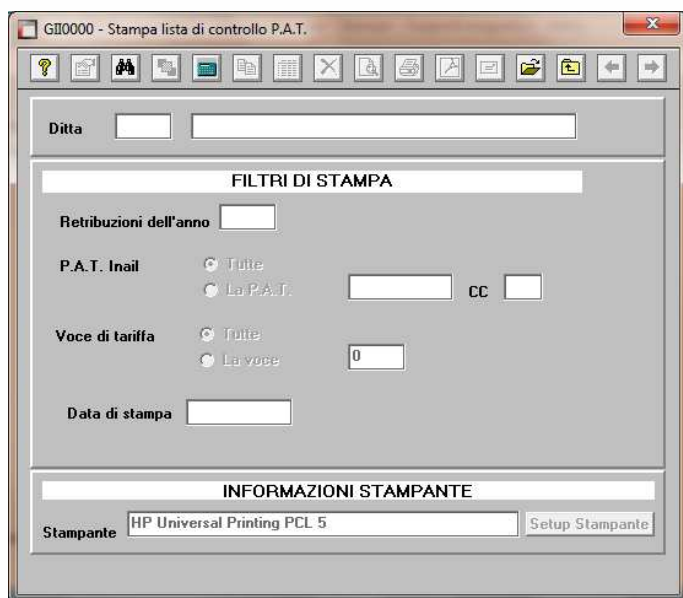 GII0000 - Stampa lista di controllo P.A.T.
Ditta
FILTRI DI STAMPA
Retribuzioni dell'anno
P.A.T. Inail
Tutte
La P.A.T.
CC
Voce di tariffa
Tutte
La voce
0
Data di stampa
INFORMAZIONI STAMPANTE
Stampante HP Universal Printing PCL 5 Setup Stampante